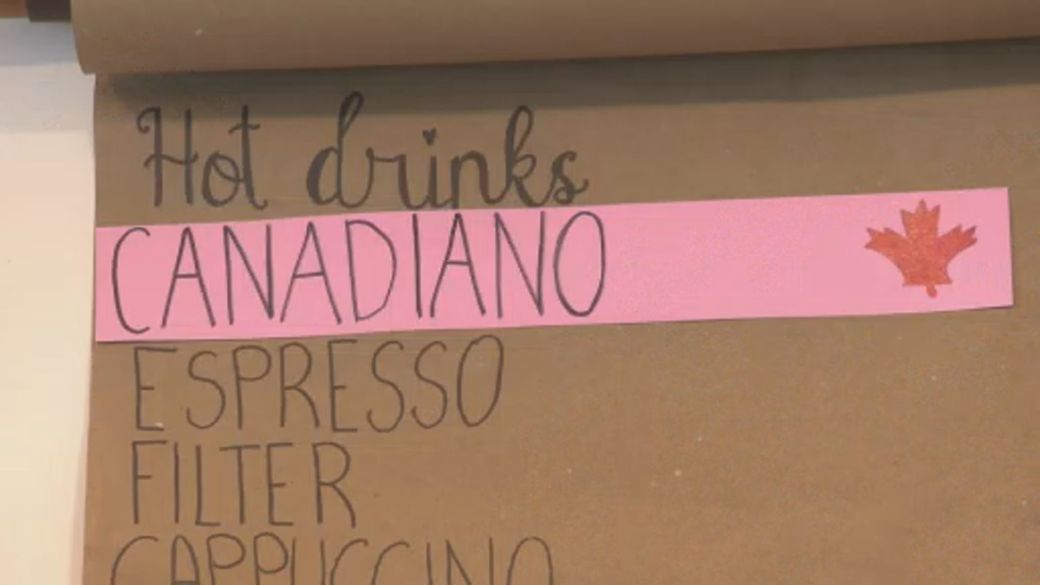 Hot drinks
CANADIANO
ESPRESSO
FILTER
CAPPUCCINO